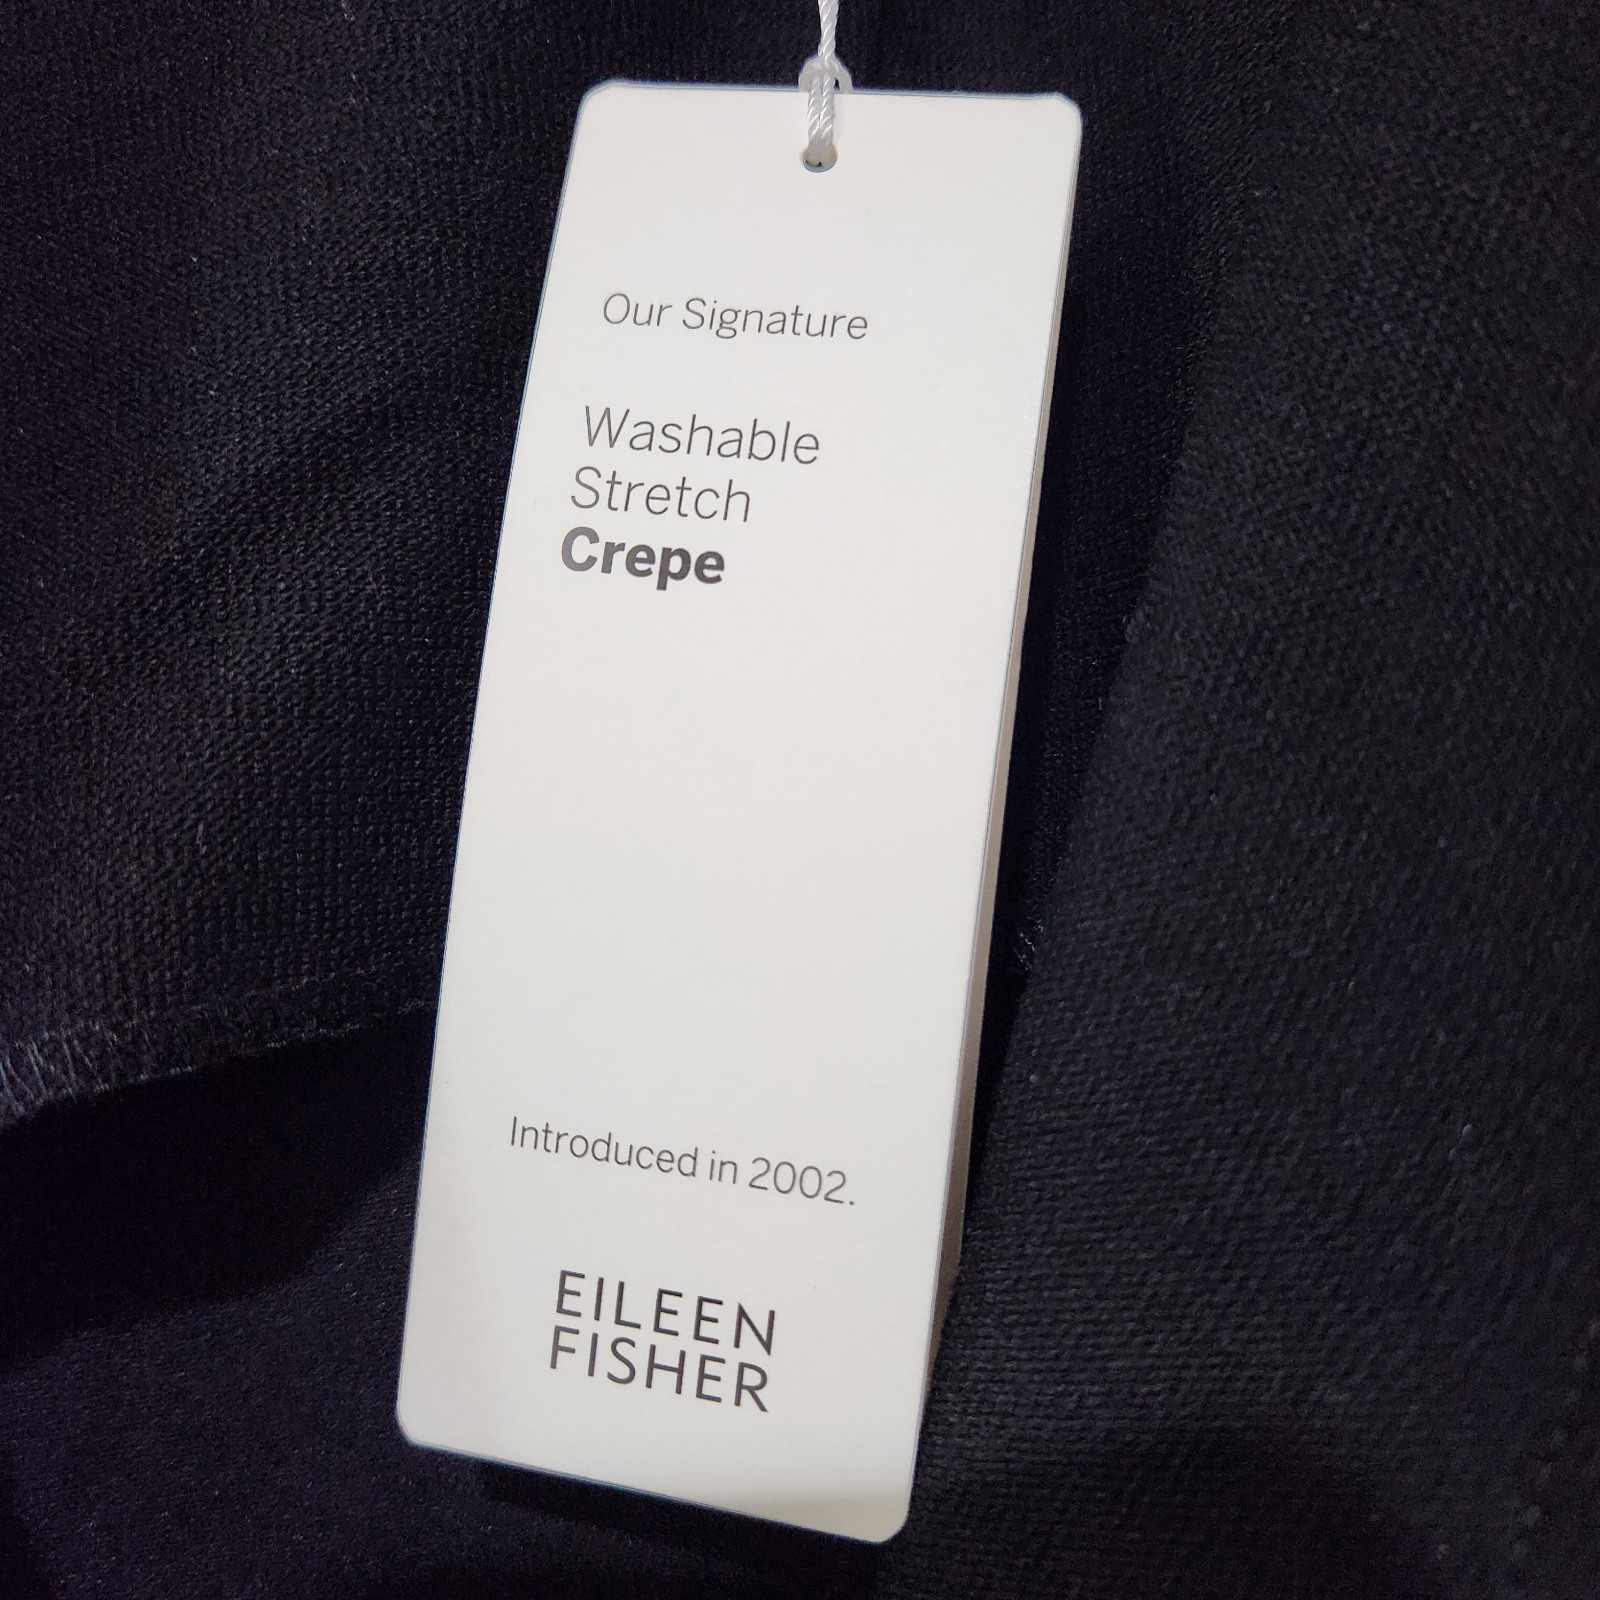 Our Signature
Washable
Stretch
Crepe
Introduced in 2002.
EILEEN
FISHER